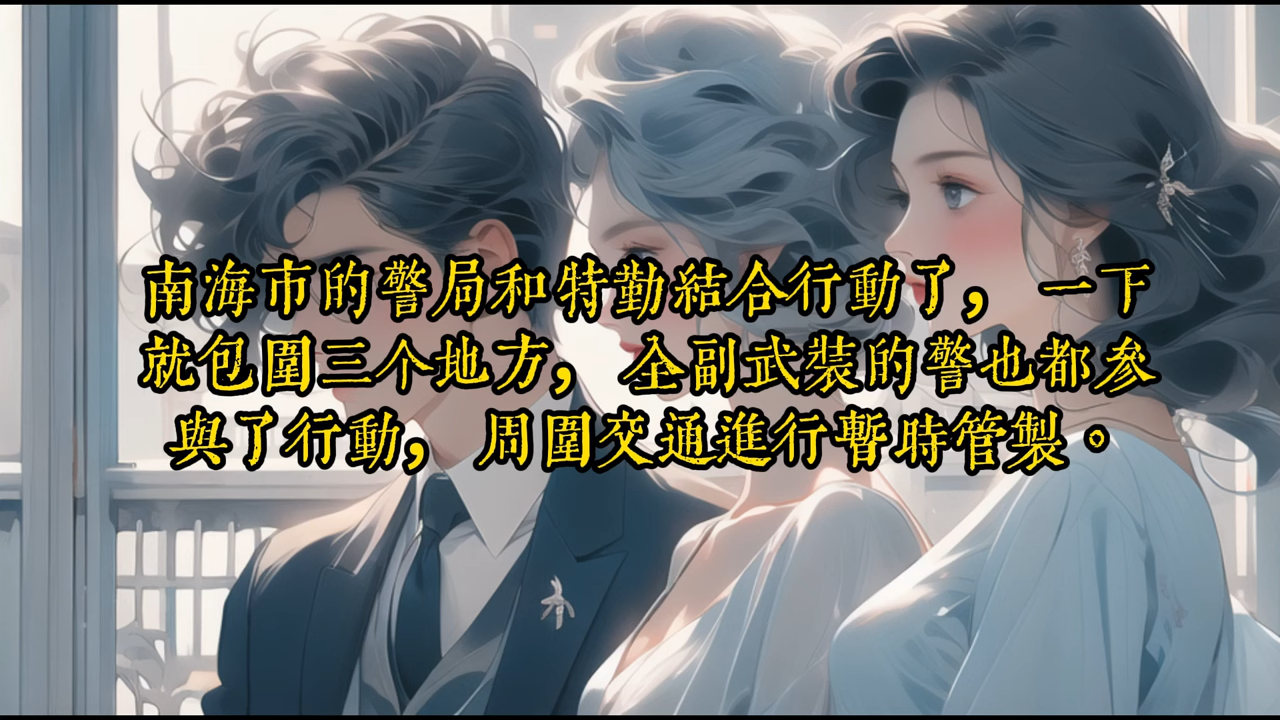 南海市的警局和特勤結合行動了， 一下
就包圍三个地方， 全副武裝的警也都參
與了行動， 周圍交通進行暫時管製。